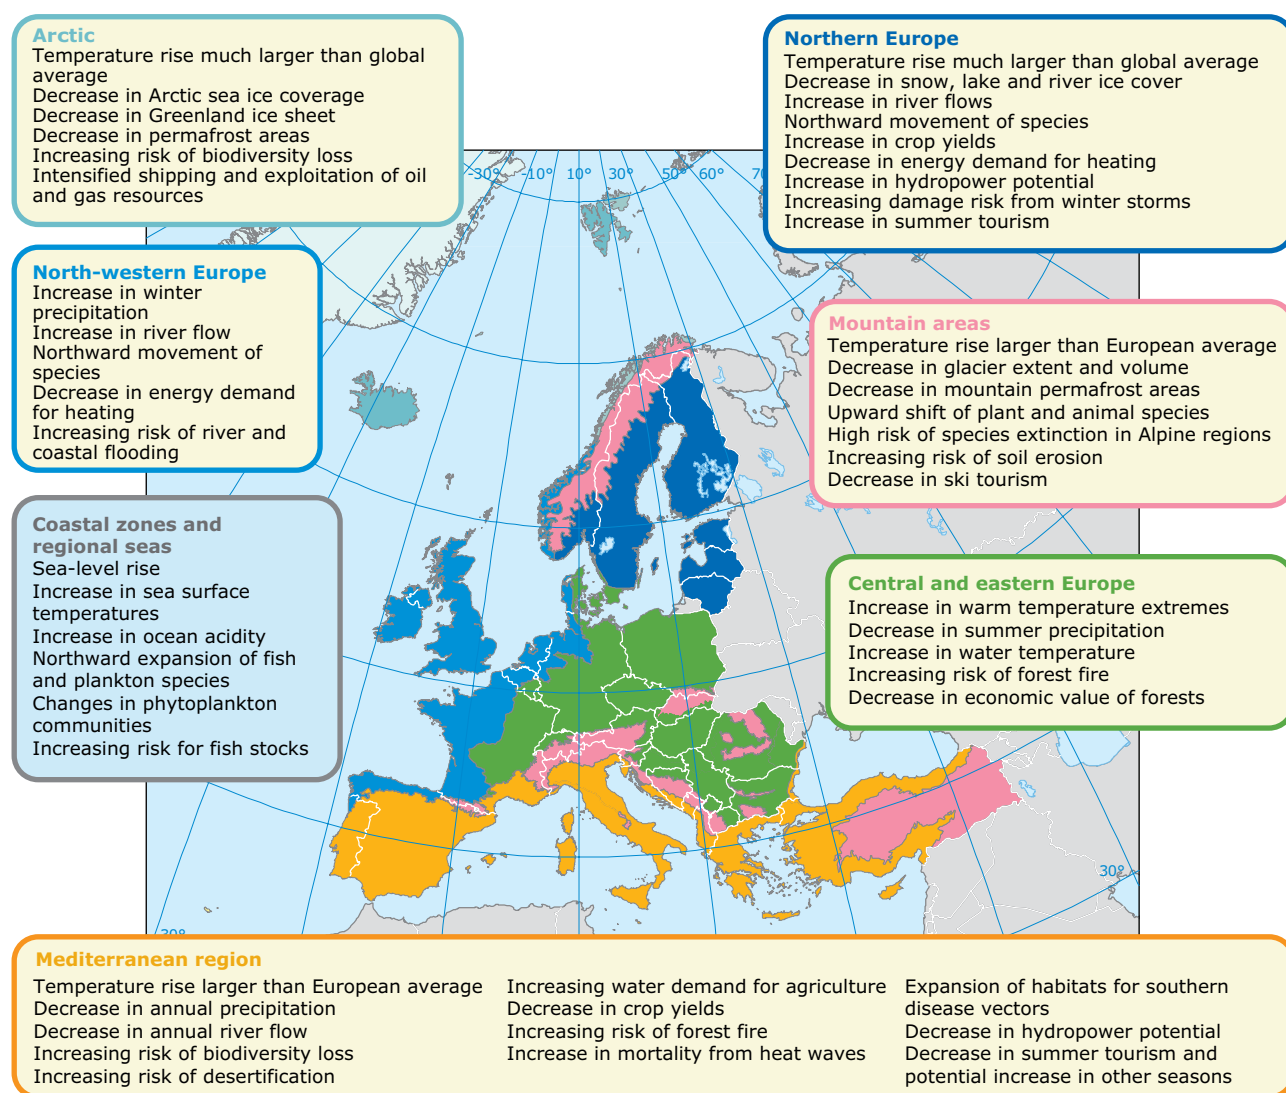 Arctic
Temperature rise much larger than global
average
Decrease in Arctic sea ice coverage
Decrease in Greenland ice sheet
Decrease in permafrost areas
Increasing risk of biodiversity loss
Intensified shipping and exploitation of oil
and gas resources
Northern Europe
Temperature rise much larger than global average
Decrease in snow, lake and river ice cover
Increase in river flows
Northward movement of species
Increase in crop yields
Decrease in energy demand for heating
Increase in hydropower potential
Increasing damage risk from winter storms
Increase in summer tourism
-30° -10° 10° 30° 50° 60°
North-western Europe
Increase in winter
precipitation
Increase in river flow
Northward movement of
species
Decrease in energy demand
for heating
Increasing risk of river and
coastal flooding
Mountain areas
Temperature rise larger than European average
Decrease in glacier extent and volume
Decrease in mountain permafrost areas
Upward shift of plant and animal species
High risk of species extinction in Alpine regions
Increasing risk of soil erosion
Decrease in ski tourism
Coastal zones and
regional seas
Sea-level rise
Increase in sea surface
temperatures
Increase in ocean acidity
Northward expansion of fish
and plankton species
Changes in phytoplankton
communities
Increasing risk for fish stocks
Central and eastern Europe
Increase in warm temperature extremes
Decrease in summer precipitation
Increase in water temperature
Increasing risk of forest fire
Decrease in economic value of forests
30°
Mediterranean region
Temperature rise larger than European average
Decrease in annual precipitation
Decrease in annual river flow
Increasing risk of biodiversity loss
Increasing risk of desertification
Increasing water demand for agriculture
Decrease in crop yields
Increasing risk of forest fire
Increase in mortality from heat waves
Expansion of habitats for southern
disease vectors
Decrease in hydropower potential
Decrease in summer tourism and
potential increase in other seasons